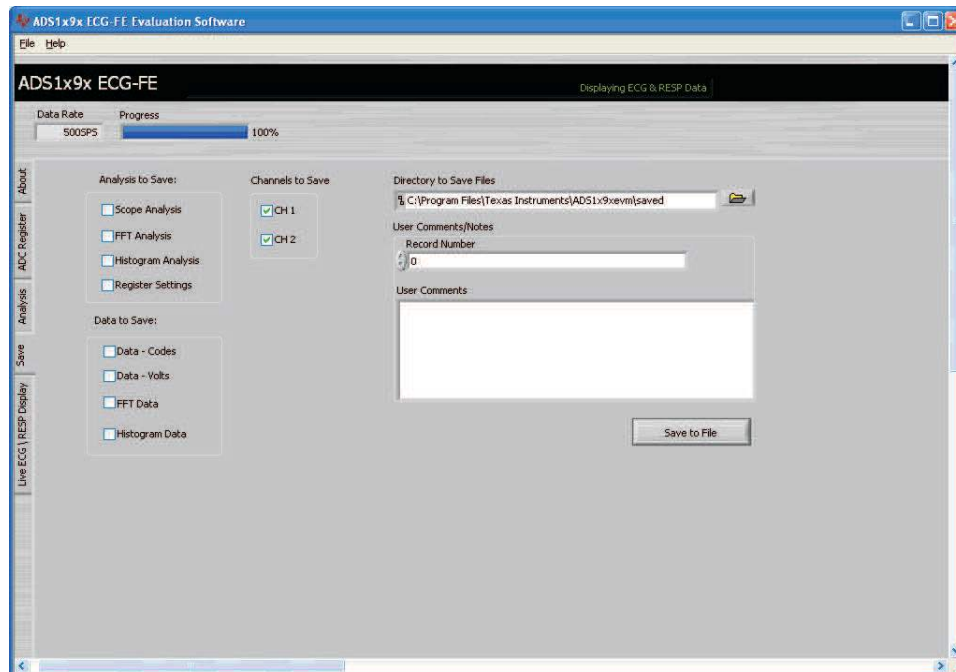 ADS1x9x ECG-FE Evaluation Software
File Help
ADS1x9x ECG-FE
Displaying ECG & RESP Data
Data Rate
Progress
500SPS
100%
About
ADC Register
Analysis
Save
Live ECG \ RESP Display
Analysis to Save:
Scope Analysis
FFT Analysis
Histogram Analysis
Register Settings
Data to Save:
Data - Codes
Data - Volts
FFT Data
Histogram Data
Channels to Save
CH 1
CH 2
Directory to Save Files
C:\Program Files\Texas Instruments\ADS1x9xevm\saved
User Comments/Notes
Record Number
0
User Comments
Save to File